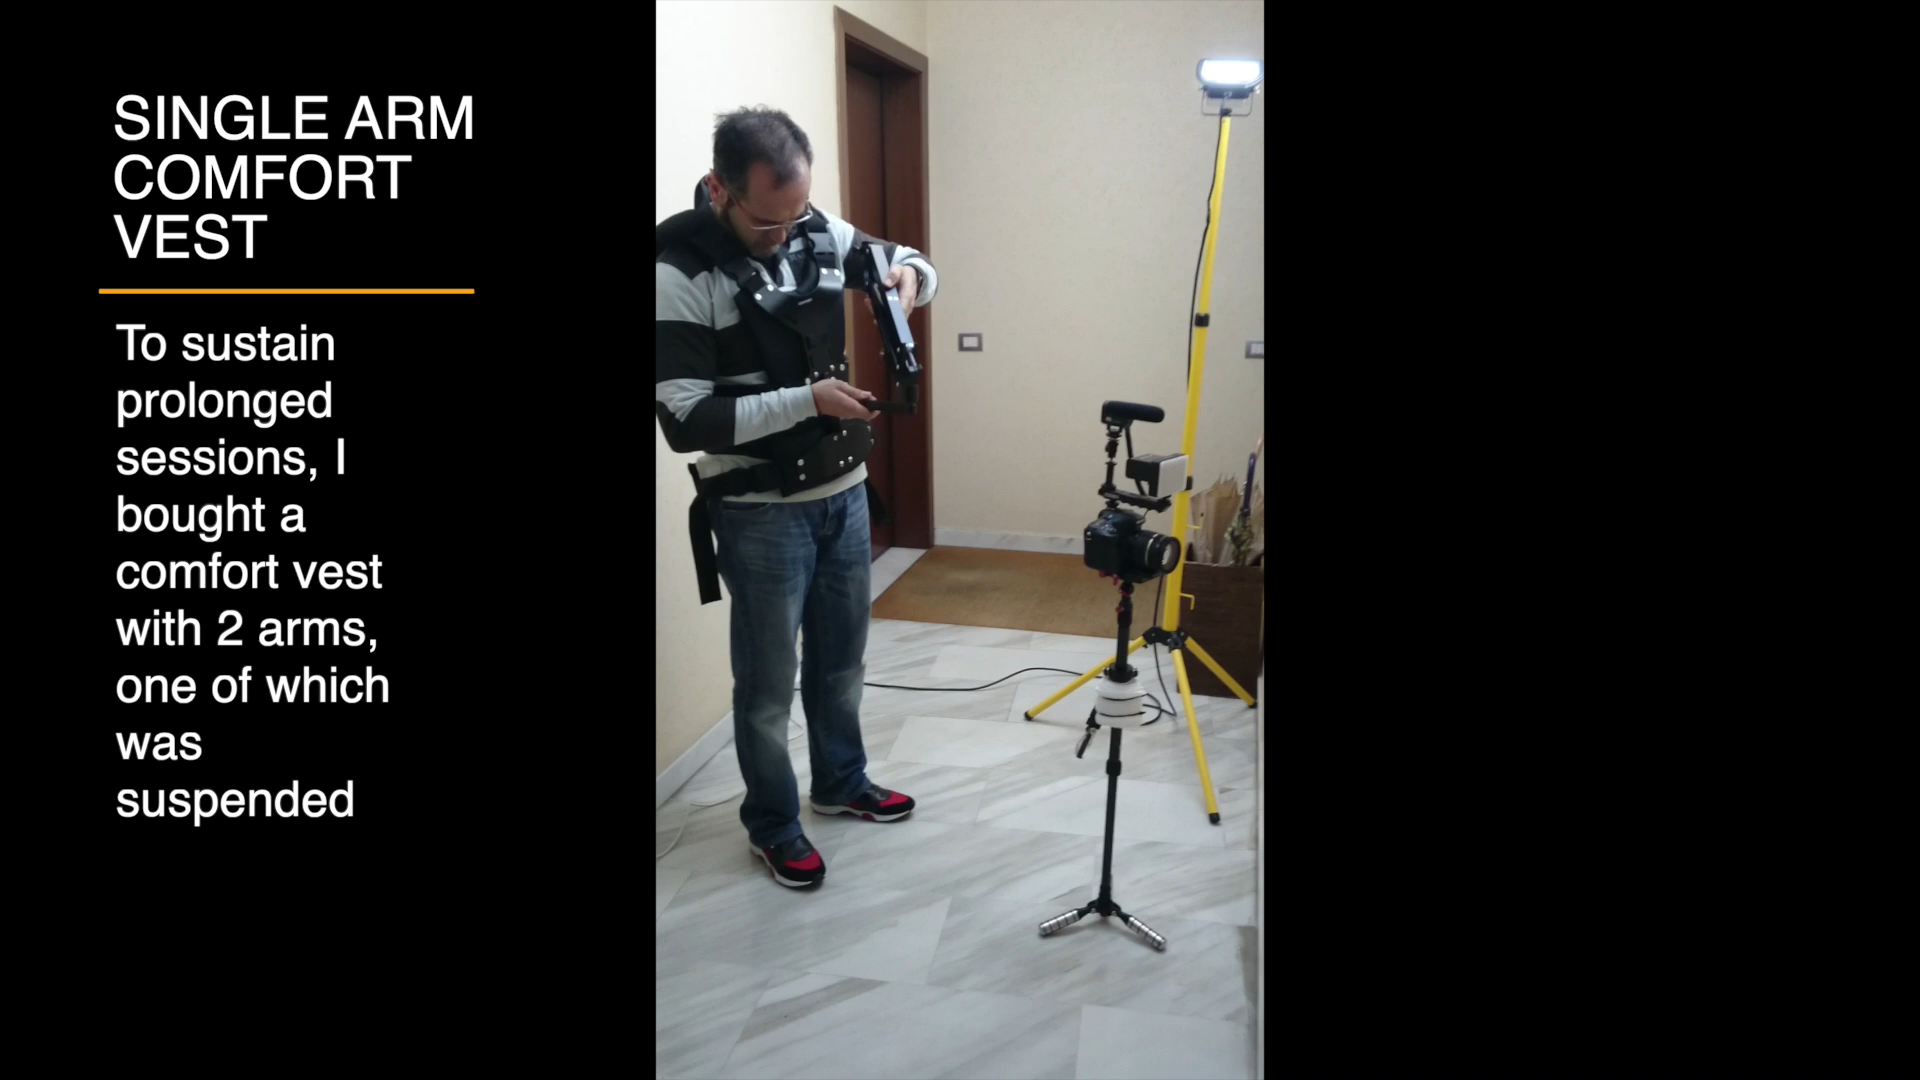 SINGLE ARM
COMFORT
VEST
To sustain
prolonged
sessions, I
bought a
comfort vest
with 2 arms,
one of which
was
suspended